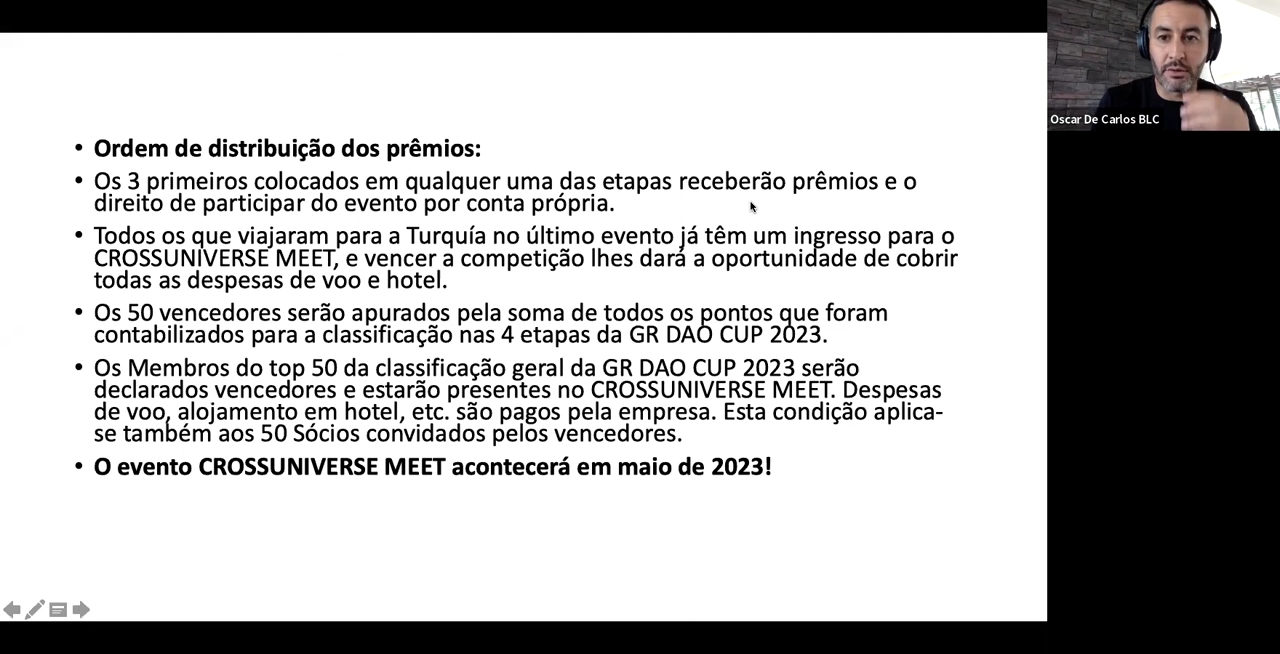 Oscar De Carlos BLC
• Ordem de distribuição dos prêmios:
• Os 3 primeiros colocados em qualquer uma das etapas receberão prêmios e o
direito de participar do evento por conta própria.
• Todos os que viajaram para a Turquía no último evento já têm um ingresso para o
CROSSUNIVERSE MEET, e vencer a competição lhes dará a oportunidade de cobrir
todas as despesas de voo e hotel.
• Os 50 vencedores serão apurados pela soma de todos os pontos que foram
contabilizados para a classificação nas 4 etapas da GR DAO CUP 2023.
• Os Membros do top 50 da classificação geral da GR DAO CUP 2023 serão
declarados vencedores e estarão presentes no CROSSUNIVERSE MEET. Despesas
de voo, alojamento em hotel, etc. são pagos pela empresa. Esta condição aplica-
se também aos 50 Sócios convidados pelos vencedores.
• O evento CROSSUNIVERSE MEET acontecerá em maio de 2023!